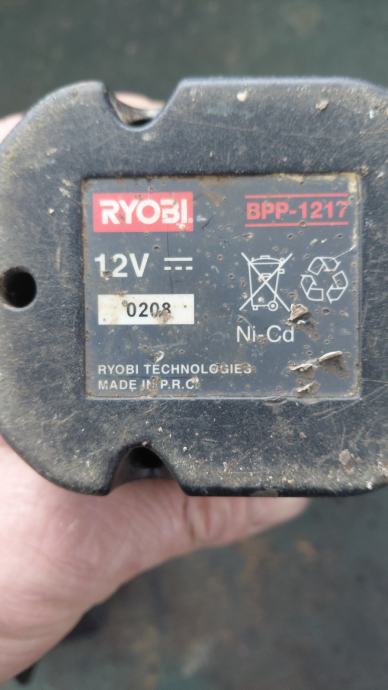 RYOBI
BPP-1217
12V
0208
Ni-Cd
RYOBI TECHNOLOGIES
MADE IN P.R.C.